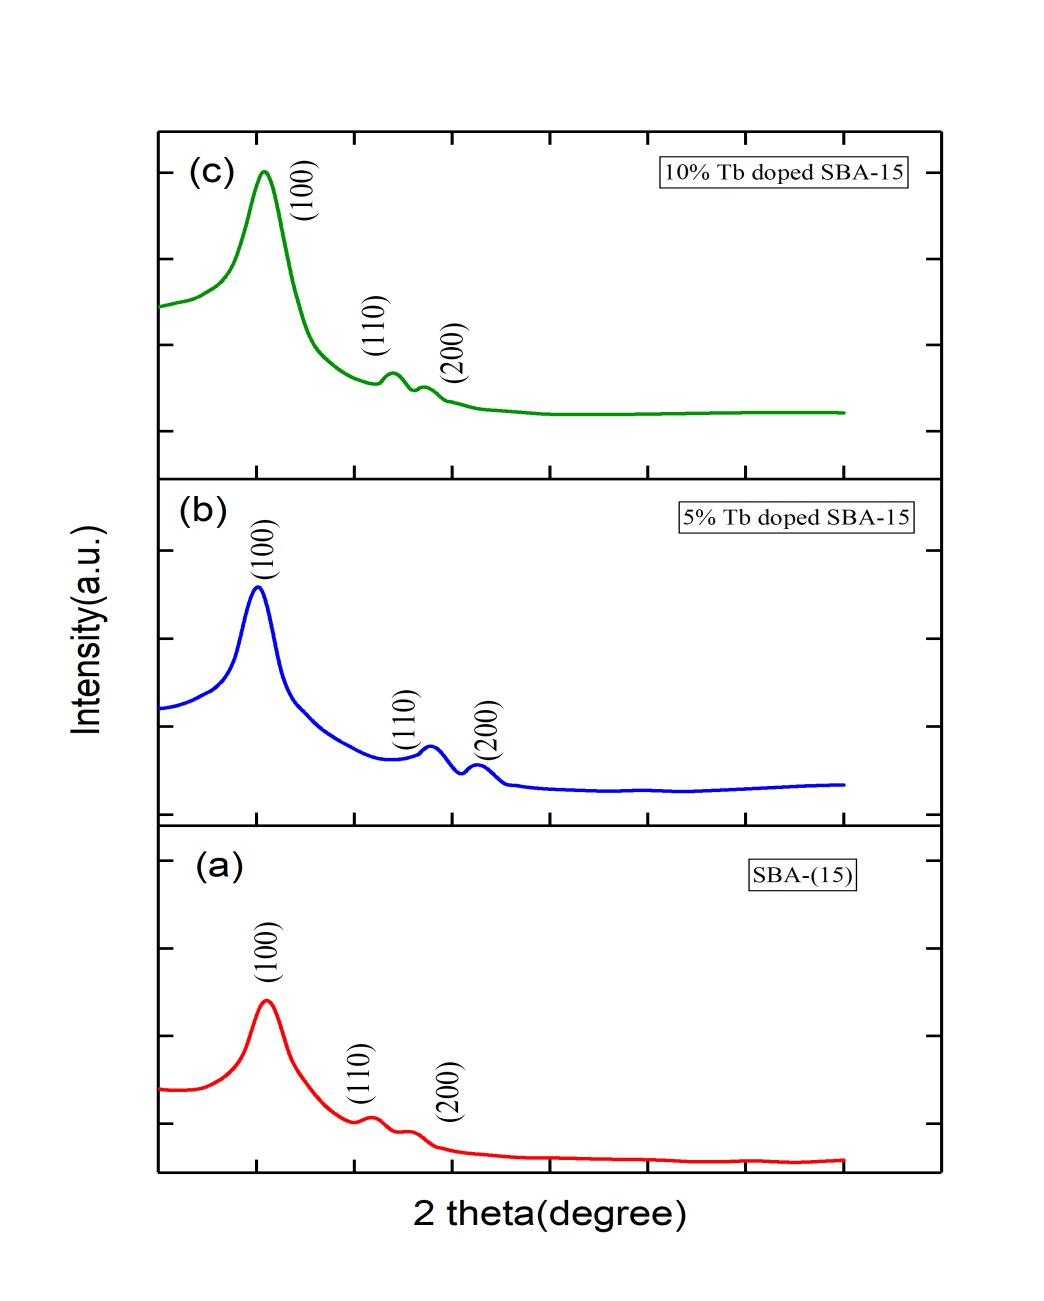 (c)
10% Tb doped SBA-15
(100)
(110)
(200)
(b)
5% Tb doped SBA-15
(100)
(110)
(200)
(a)
SBA-(15)
(100)
(110)
(200)
Intensity(a.u.)
2 theta(degree)